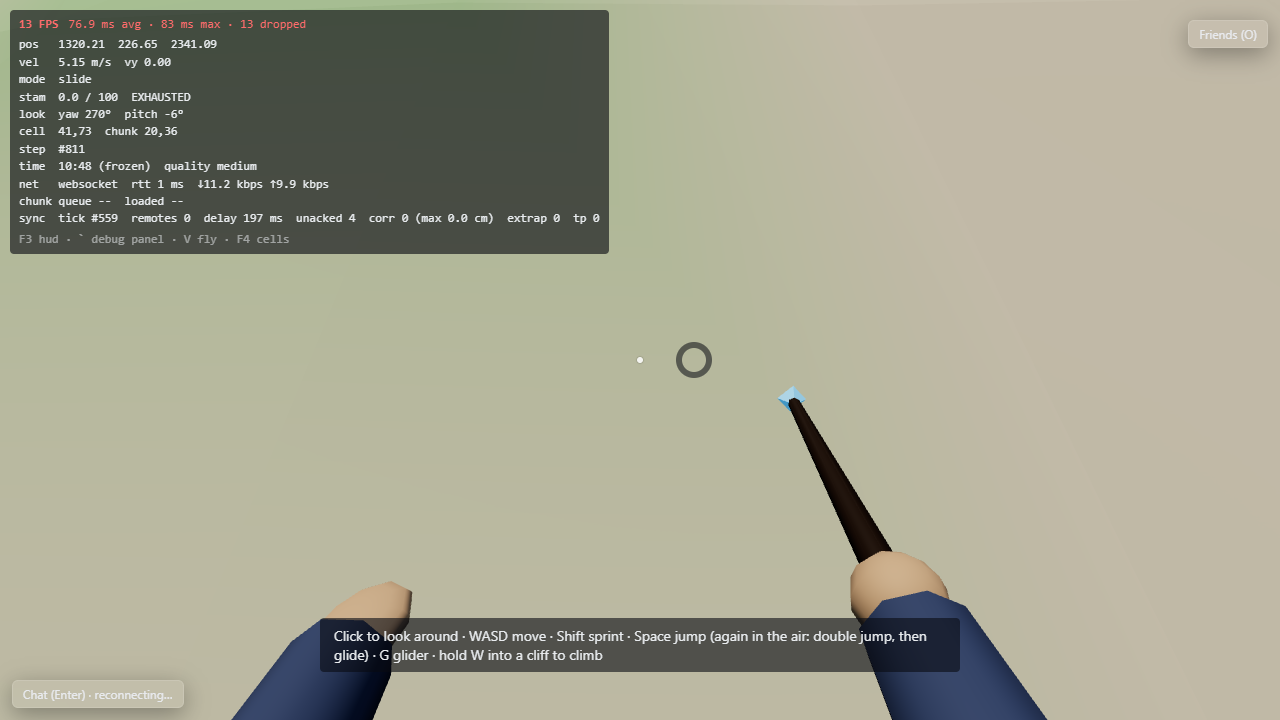 13 FPS 76.9 ms avg · 83 ms max · 13 dropped
pos 1320.21 226.65 2341.09
vel 5.15 m/s vy 0.00
mode slide
stam 0.0 / 100 EXHAUSTED
look yaw 270° pitch -6°
cell 41,73 chunk 20,36
step #811
time 10:48 (frozen) quality medium
net websocket rtt 1 ms ↓11.2 kbps ↑9.9 kbps
chunk queue -- loaded --
sync tick #559 remotes 0 delay 197 ms unacked 4 corr 0 (max 0.0 cm) extrap 0 tp 0
F3 hud · ` debug panel · V fly · F4 cells
Friends (O)
Click to look around · WASD move · Shift sprint · Space jump (again in the air: double jump, then
glide) · G glider · hold W into a cliff to climb
Chat (Enter) · reconnecting...